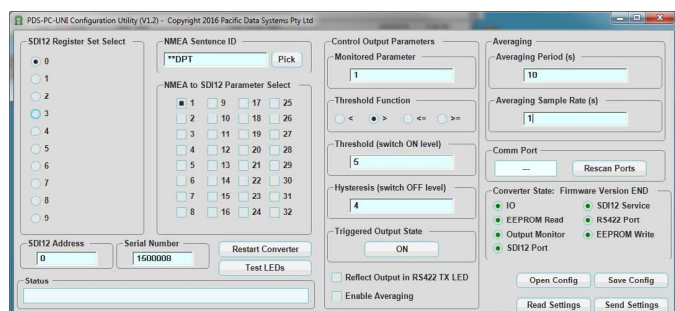 PDS-PC-UNI Configuration Utility (V1.2) - Copyright 2016 Pacific Data Systems Pty Ltd
SDI12 Register Set Select
0
1
2
3
4
5
6
7
8
9
SDI12 Address
0
Serial Number
1500008
Status
NMEA Sentence ID
**DPT
Pick
NMEA to SDI12 Parameter Select
1 9 17 25
2 10 18 26
3 11 19 27
4 12 20 28
5 13 21 29
6 14 22 30
7 15 23 31
8 16 24 32
Restart Converter
Test LEDs
Control Output Parameters
Monitored Parameter
1
Threshold Function
< > <= >=
Threshold (switch ON level)
5
Hysteresis (switch OFF level)
4
Triggered Output State
ON
Reflect Output in RS422 TX LED
Enable Averaging
Averaging
Averaging Period (s)
10
Averaging Sample Rate (s)
1
Comm Port
---
Rescan Ports
Converter State: Firmware Version END
IO SDI12 Service
EEPROM Read RS422 Port
Output Monitor EEPROM Write
SDI12 Port
Open Config Save Config
Read Settings Send Settings